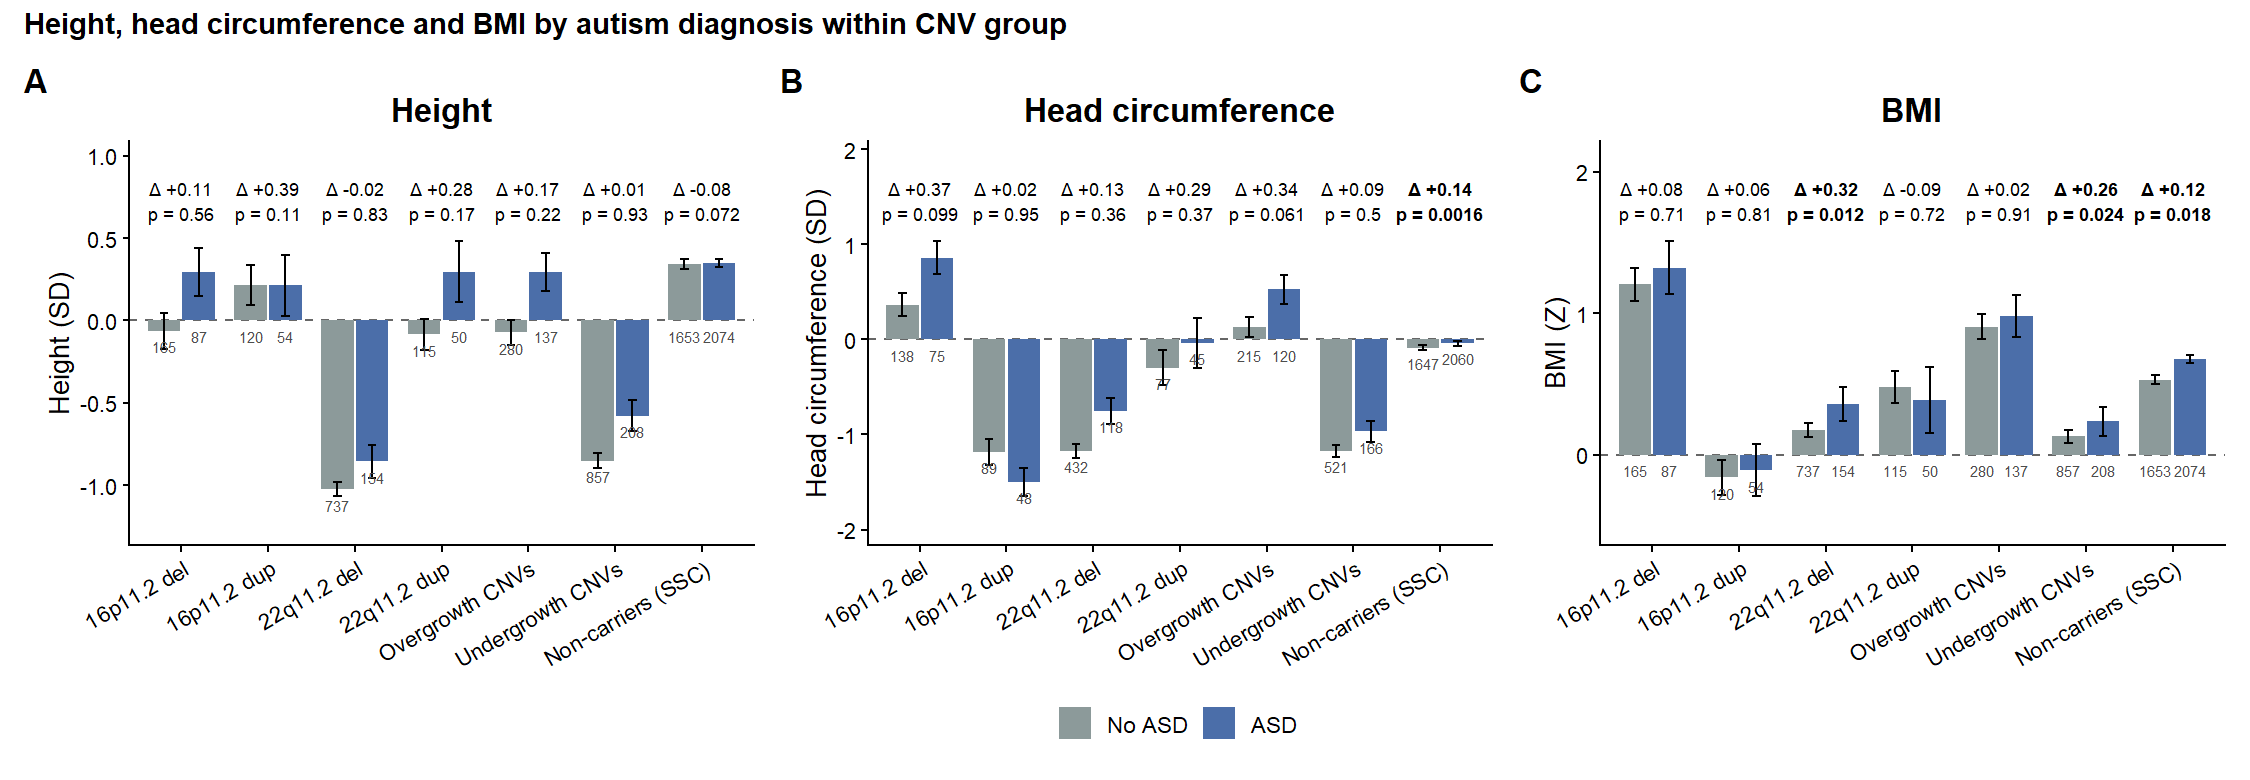 Height, head circumference and BMI by autism diagnosis within CNV group
A
Height
Height (SD)
1.0
0.5
0.0
-0.5
-1.0
Δ +0.11
p = 0.56
Δ +0.39
p = 0.11
Δ -0.02
p = 0.83
Δ +0.28
p = 0.17
Δ +0.17
p = 0.22
Δ +0.01
p = 0.93
Δ -0.08
p = 0.072
165
87
120
54
737
154
115
50
280
137
857
208
1653
2074
16p11.2 del
16p11.2 dup
22q11.2 del
22q11.2 dup
Overgrowth CNVs
Undergrowth CNVs
Non-carriers (SSC)
B
Head circumference
Head circumference (SD)
2
1
0
-1
-2
Δ +0.37
p = 0.099
Δ +0.02
p = 0.95
Δ +0.13
p = 0.36
Δ +0.29
p = 0.37
Δ +0.34
p = 0.061
Δ +0.09
p = 0.5
Δ +0.14
p = 0.0016
138
75
89
48
432
118
77
45
215
120
521
166
1647
2060
16p11.2 del
16p11.2 dup
22q11.2 del
22q11.2 dup
Overgrowth CNVs
Undergrowth CNVs
Non-carriers (SSC)
C
BMI
BMI (Z)
2
1
0
Δ +0.08
p = 0.71
Δ +0.06
p = 0.81
Δ +0.32
p = 0.012
Δ -0.09
p = 0.72
Δ +0.02
p = 0.91
Δ +0.26
p = 0.024
Δ +0.12
p = 0.018
165
87
120
54
737
154
115
50
280
137
857
208
1653
2074
16p11.2 del
16p11.2 dup
22q11.2 del
22q11.2 dup
Overgrowth CNVs
Undergrowth CNVs
Non-carriers (SSC)
No ASD
ASD